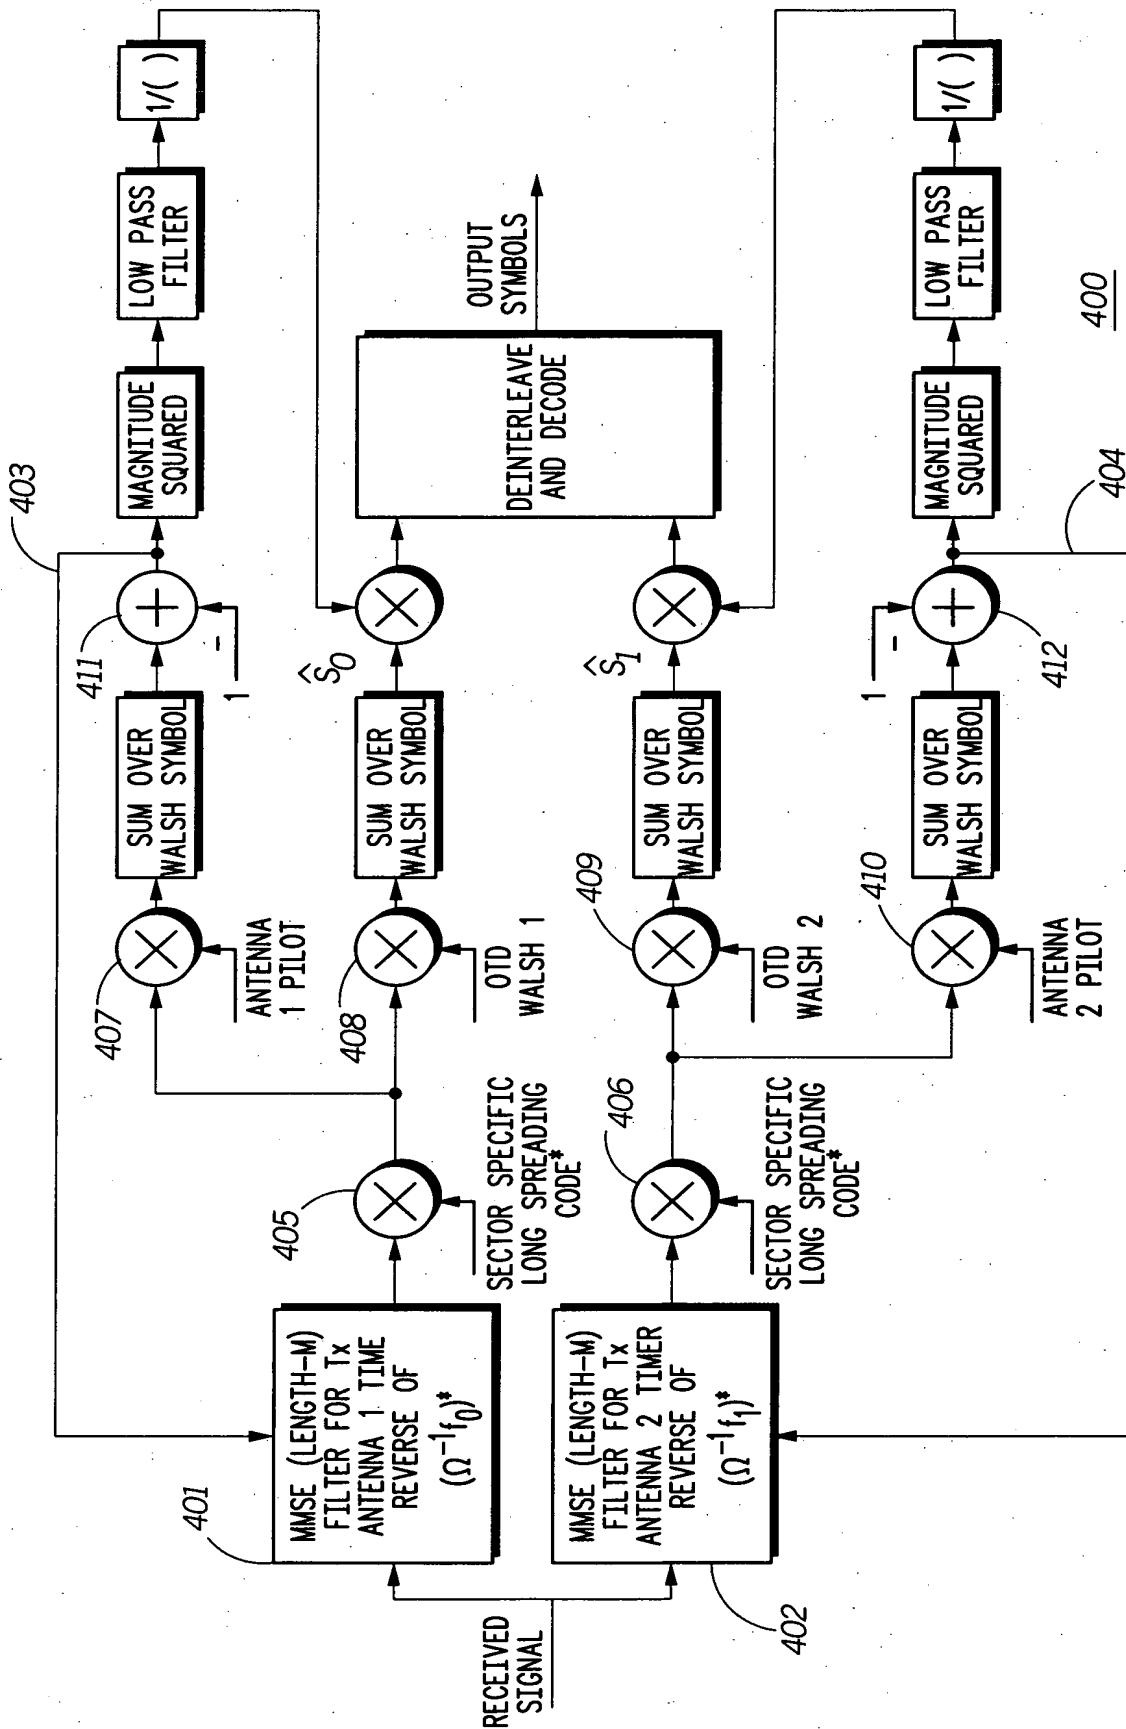 RECEIVED
SIGNAL
401
MMSE (LENGTH-M)
FILTER FOR Tx
ANTENNA 1 TIME
REVERSE OF
(Ω⁻¹f₀)*
402
MMSE (LENGTH-M)
FILTER FOR Tx
ANTENNA 2 TIMER
REVERSE OF
(Ω⁻¹f₁)*
403
405
×
SECTOR SPECIFIC
LONG SPREADING
CODE*
406
×
SECTOR SPECIFIC
LONG SPREADING
CODE*
407
×
ANTENNA
1 PILOT
408
×
OTD
WALSH 1
409
×
OTD
WALSH 2
410
×
ANTENNA
2 PILOT
SUM OVER
WALSH SYMBOL
SUM OVER
WALSH SYMBOL
SUM OVER
WALSH SYMBOL
SUM OVER
WALSH SYMBOL
411
+
1
-
Ŝ₀
×
Ŝ₁
×
1
-
+
412
MAGNITUDE
SQUARED
LOW PASS
FILTER
1/( )
DEINTERLEAVE
AND DECODE
OUTPUT
SYMBOLS
MAGNITUDE
SQUARED
LOW PASS
FILTER
1/( )
404
400